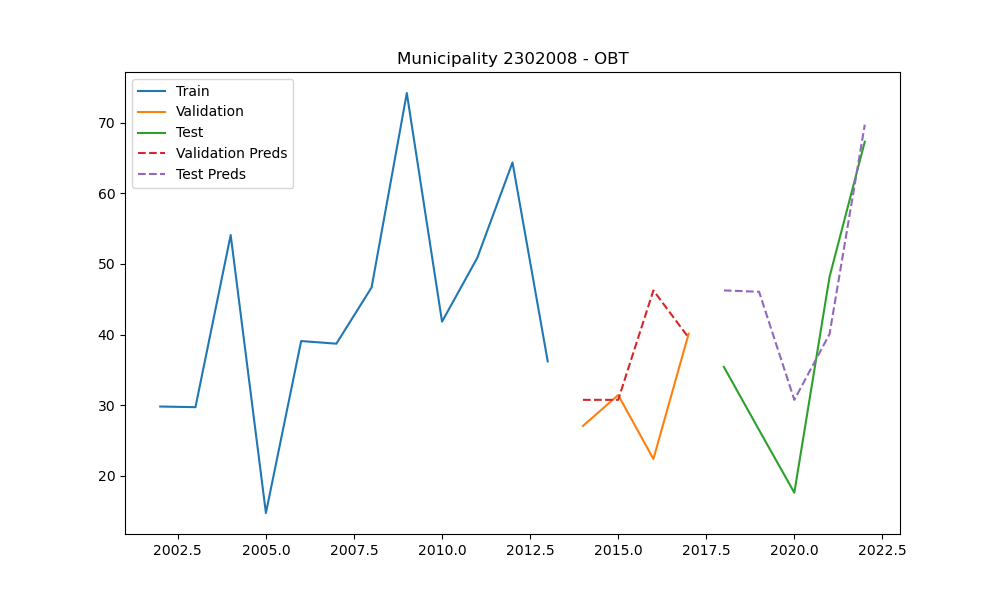 Municipality 2302008 - OBT
Train
Validation
Test
Validation Preds
Test Preds
70
60
50
40
30
20
2002.5 2005.0 2007.5 2010.0 2012.5 2015.0 2017.5 2020.0 2022.5